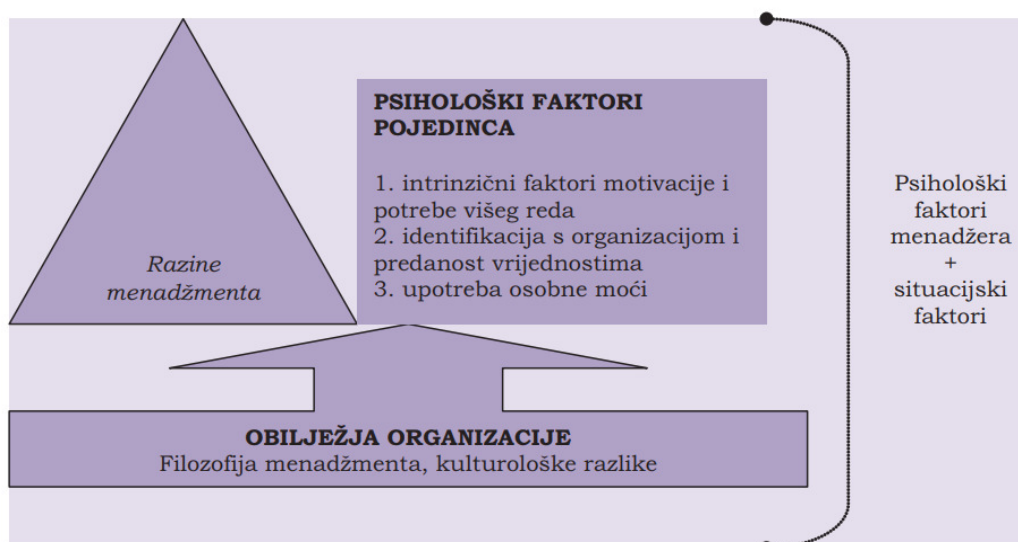 Razine
menadžmenta
PSIHOLOŠKI FAKTORI
POJEDINCA
1. intrinzični faktori motivacije i
potrebe višeg reda
2. identifikacija s organizacijom i
predanost vrijednostima
3. upotreba osobne moći
OBILJEŽJA ORGANIZACIJE
Filozofija menadžmenta, kulturološke razlike
Psihološki
faktori
menadžera
+
situacijski
faktori